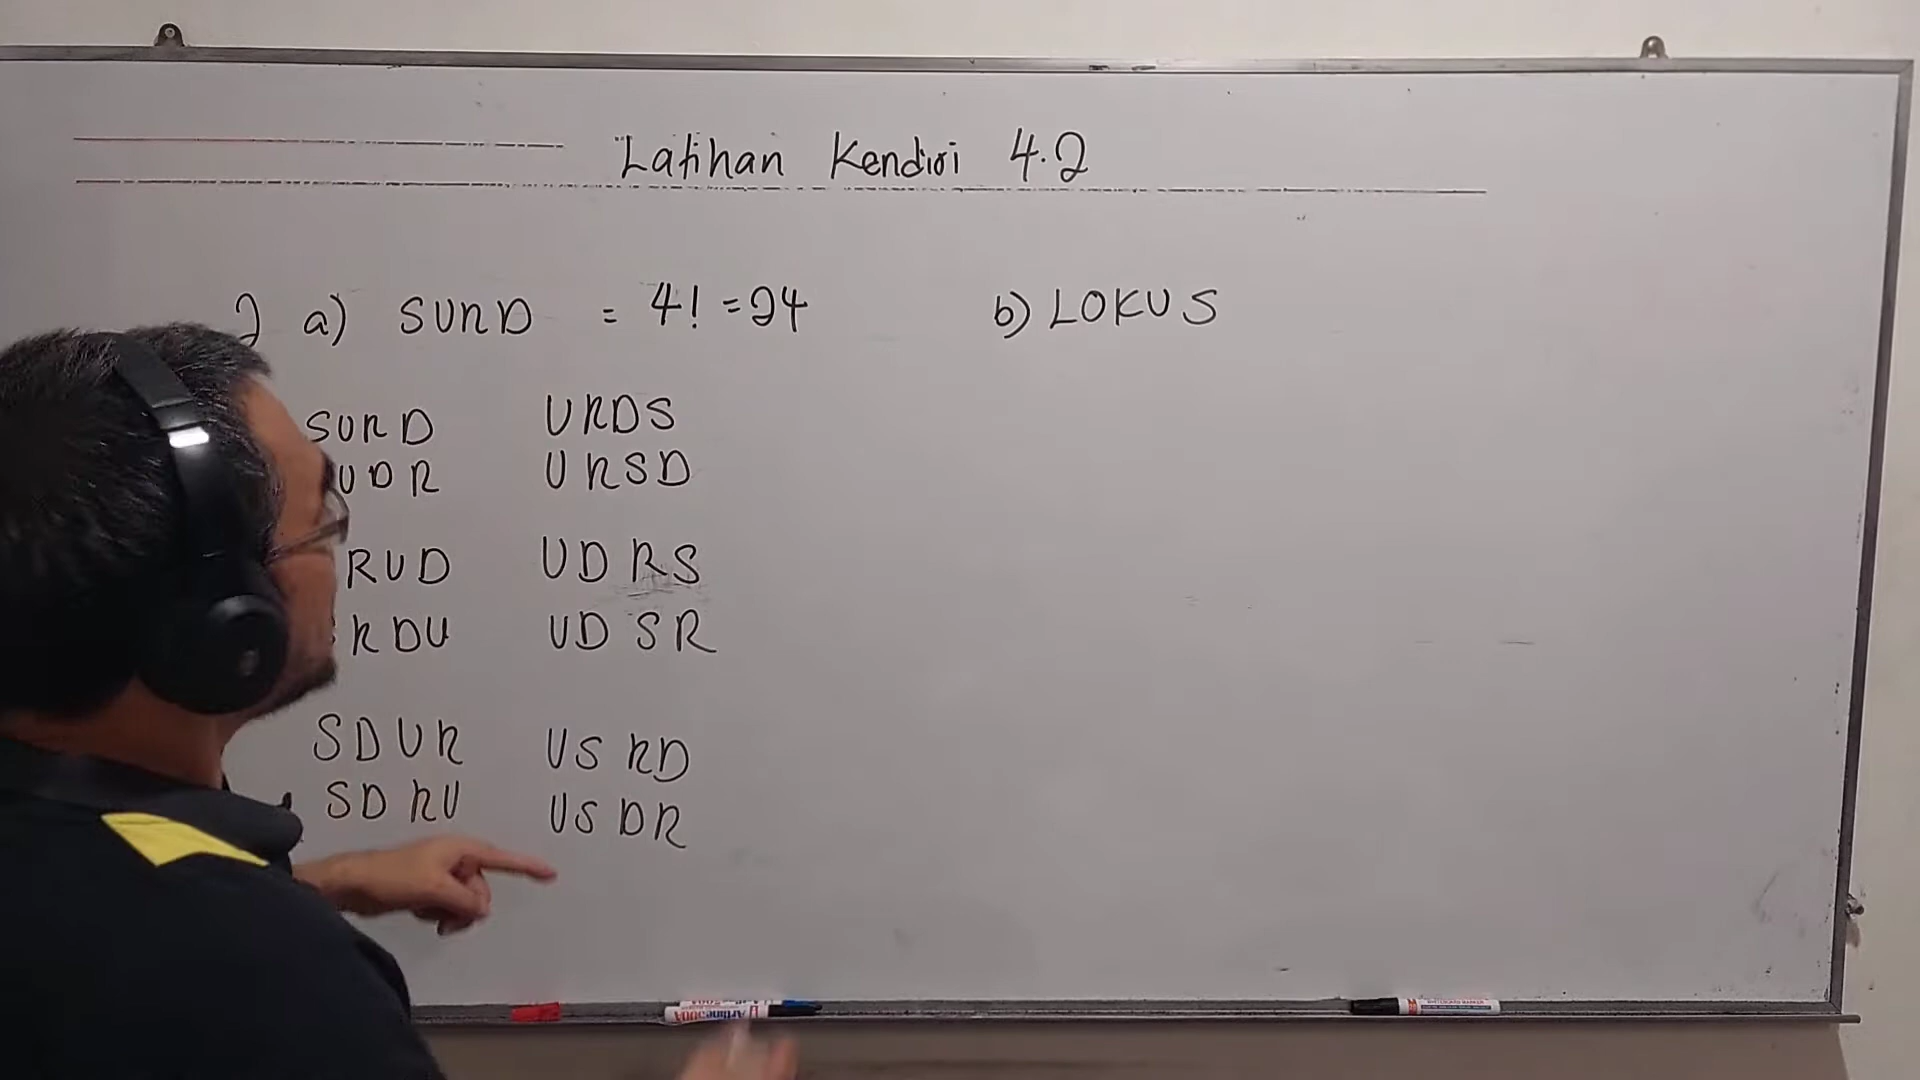 Latihan Kendiri 4.2
2 a) SURD = 4! = 24
b) LOKUS
SURD URDS
UDR URSD
RUD UDRS
RDU UDSR
SDUR USRD
SDRU USDR